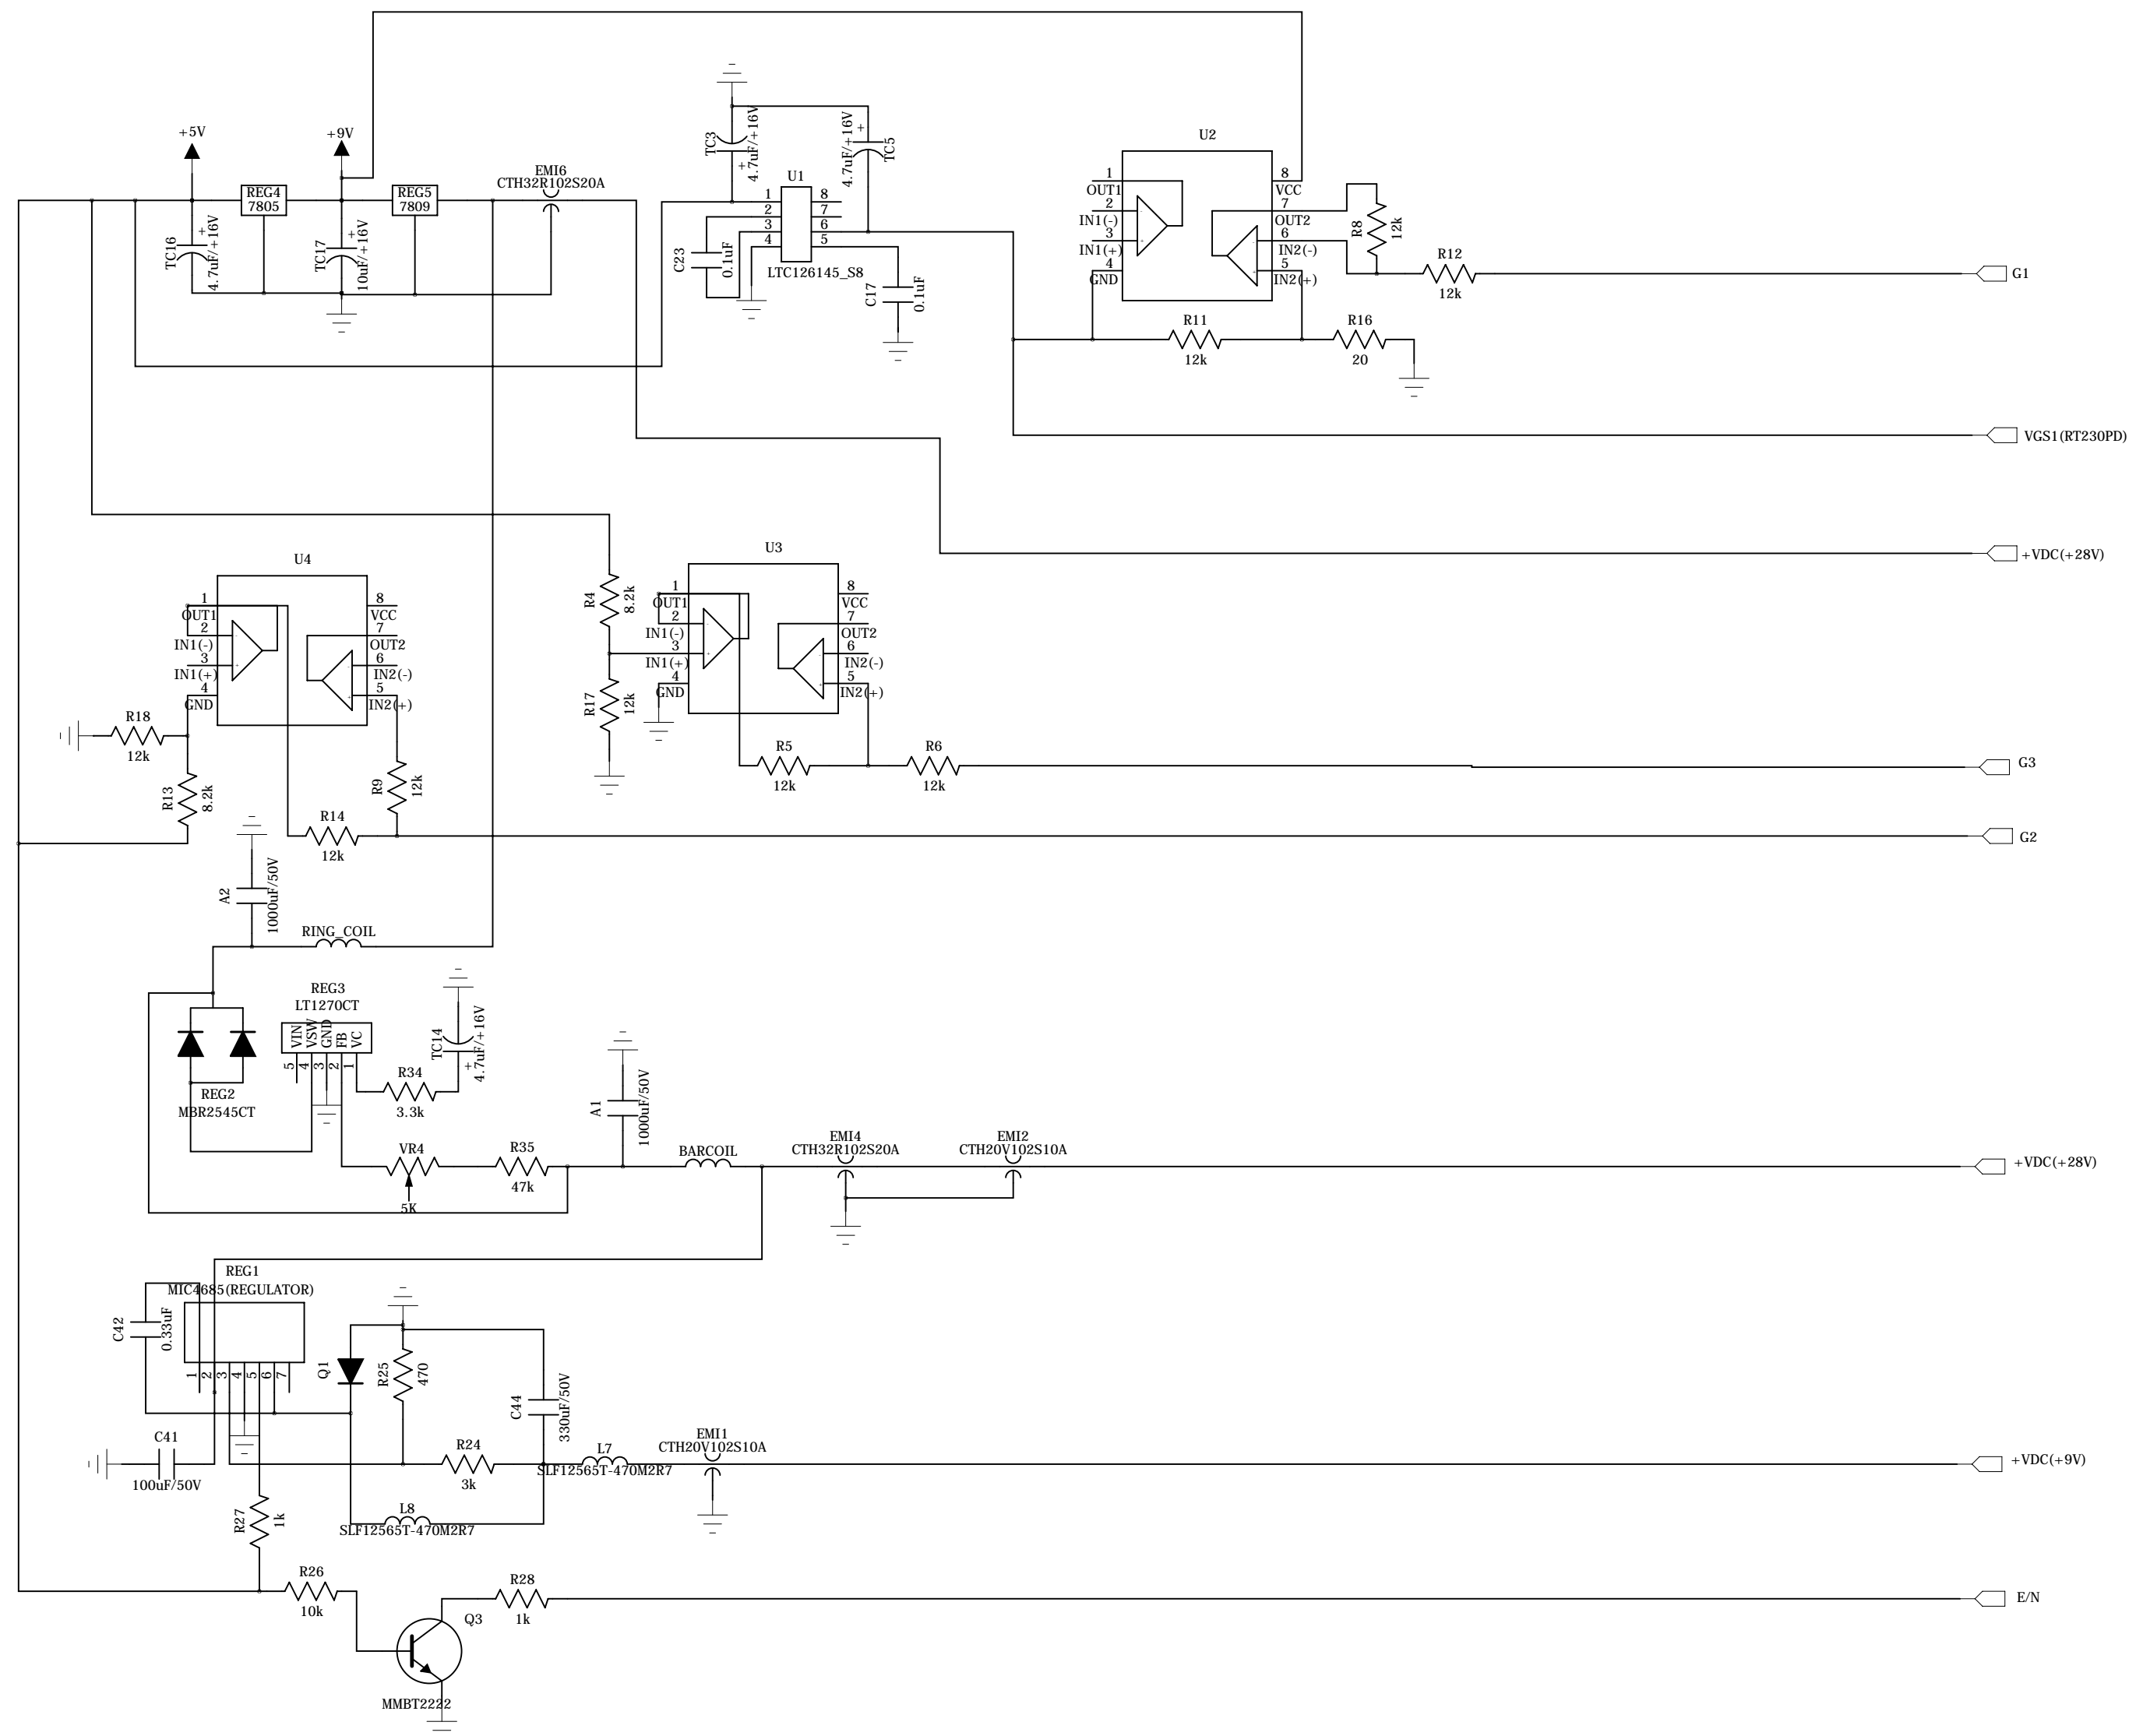 +5V
+9V
REG4
7805
REG5
7809
EMI6
CTH32R102S20A
TC16
4.7uF/+16V
+
TC17
10uF/+16V
+
TC3
4.7uF/+16V
+
4.7uF/+16V
+
TC5
U1
1
2
3
4
8
7
6
5
LTC126145_S8
C23
0.1uF
C17
0.1uF
U2
1
OUT1
2
IN1(-)
3
IN1(+)
4
GND
8
VCC
7
OUT2
6
IN2(-)
5
IN2(+)
R8
12k
R12
12k
G1
R11
12k
R16
20
VGS1(RT230PD)
+VDC(+28V)
U4
1
OUT1
2
IN1(-)
3
IN1(+)
4
GND
8
VCC
7
OUT2
6
IN2(-)
5
IN2(+)
R4
8.2k
R17
12k
U3
1
OUT1
2
IN1(-)
3
IN1(+)
4
GND
8
VCC
7
OUT2
6
IN2(-)
5
IN2(+)
R18
12k
R13
8.2k
R9
12k
R14
12k
R5
12k
R6
12k
G3
G2
A2
1000uF/50V
RING_COIL
REG3
LT1270CT
VIN
VSW
GND
FB
VC
5
4
3
2
1
REG2
MBR2545CT
TC14
4.7uF/+16V
+
R34
3.3k
VR4
5K
R35
47k
A1
1000uF/50V
BARCOIL
EMI4
CTH32R102S20A
EMI2
CTH20V102S10A
+VDC(+28V)
REG1
MIC4685(REGULATOR)
C42
0.33uF
1
2
3
4
5
6
7
Q1
R25
470
C44
330uF/50V
C41
100uF/50V
R24
3k
L7
SLF12565T-470M2R7
EMI1
CTH20V102S10A
+VDC(+9V)
L8
SLF12565T-470M2R7
R27
1k
R26
10k
R28
1k
E/N
Q3
MMBT2222